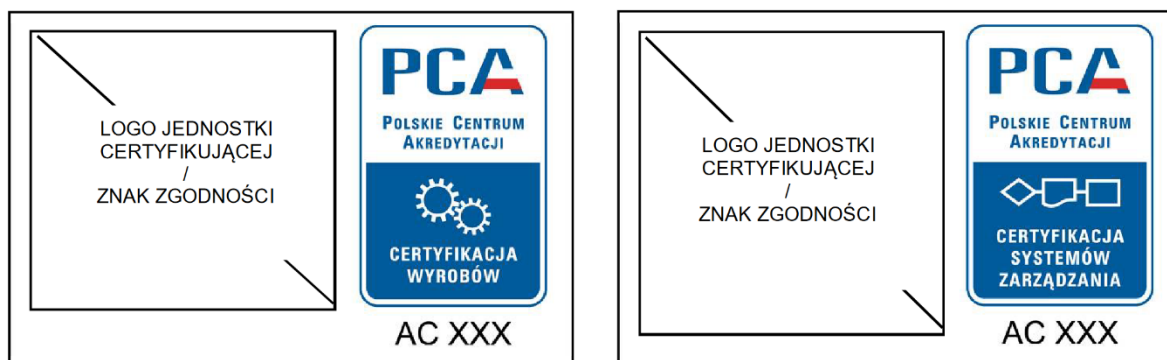 LOGO JEDNOSTKI
CERTYFIKUJĄCEJ
/
ZNAK ZGODNOŚCI
PCA
POLSKIE CENTRUM
AKREDYTACJI
CERTYFIKACJA
WYROBÓW
AC XXX
LOGO JEDNOSTKI
CERTYFIKUJĄCEJ
/
ZNAK ZGODNOŚCI
PCA
POLSKIE CENTRUM
AKREDYTACJI
CERTYFIKACJA
SYSTEMÓW
ZARZĄDZANIA
AC XXX